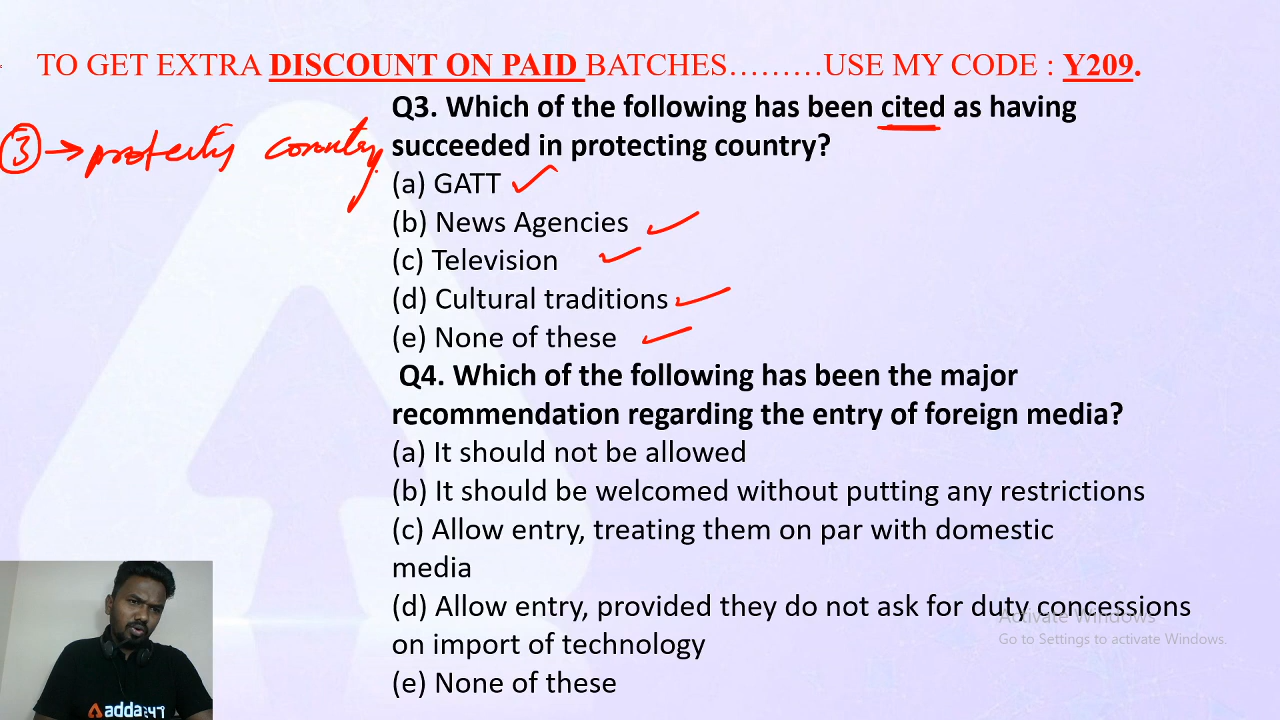 TO GET EXTRA DISCOUNT ON PAID BATCHES.........USE MY CODE : Y209.
Q3. Which of the following has been cited as having
succeeded in protecting country?
③ → protecting country
(a) GATT
(b) News Agencies
(c) Television
(d) Cultural traditions
(e) None of these
Q4. Which of the following has been the major
recommendation regarding the entry of foreign media?
(a) It should not be allowed
(b) It should be welcomed without putting any restrictions
(c) Allow entry, treating them on par with domestic
media
(d) Allow entry, provided they do not ask for duty concessions
on import of technology
(e) None of these
Activate Windows
Go to Settings to activate Windows.
adda247